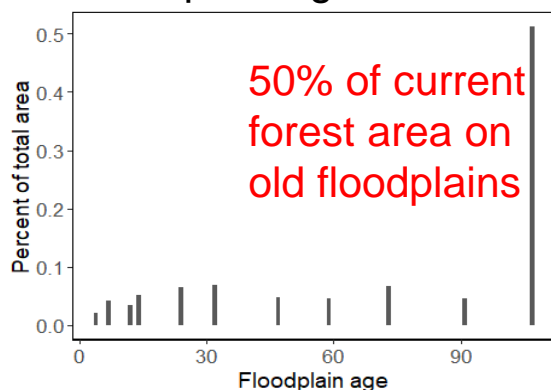 50% of current
forest area on
old floodplains
Percent of total area
0.5
0.4
0.3
0.2
0.1
0.0
0
30
60
90
Floodplain age